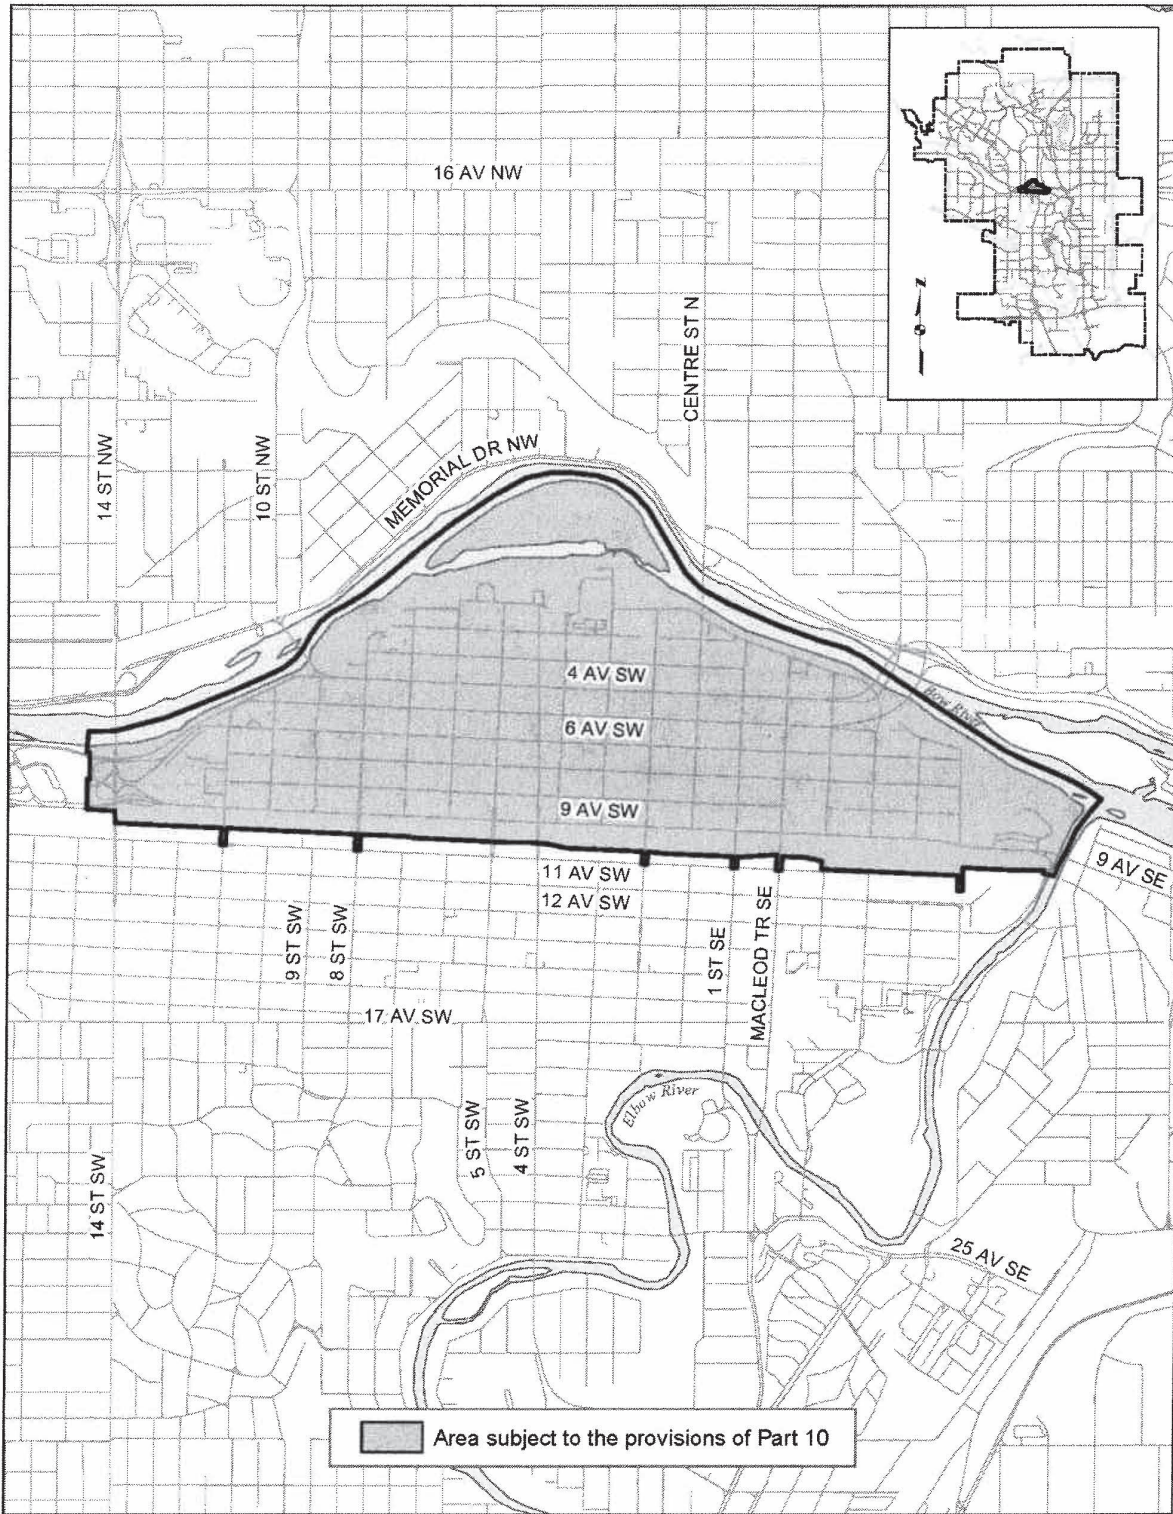 16 AV NW
N
CENTRE ST N
14 ST NW
10 ST NW
MEMORIAL DR NW
4 AV SW
Bow River
6 AV SW
9 AV SW
9 AV SE
11 AV SW
12 AV SW
9 ST SW
8 ST SW
1 ST SE
MACLEOD TR SE
17 AV SW
Elbow River
5 ST SW
4 ST SW
14 ST SW
25 AV SE
Area subject to the provisions of Part 10